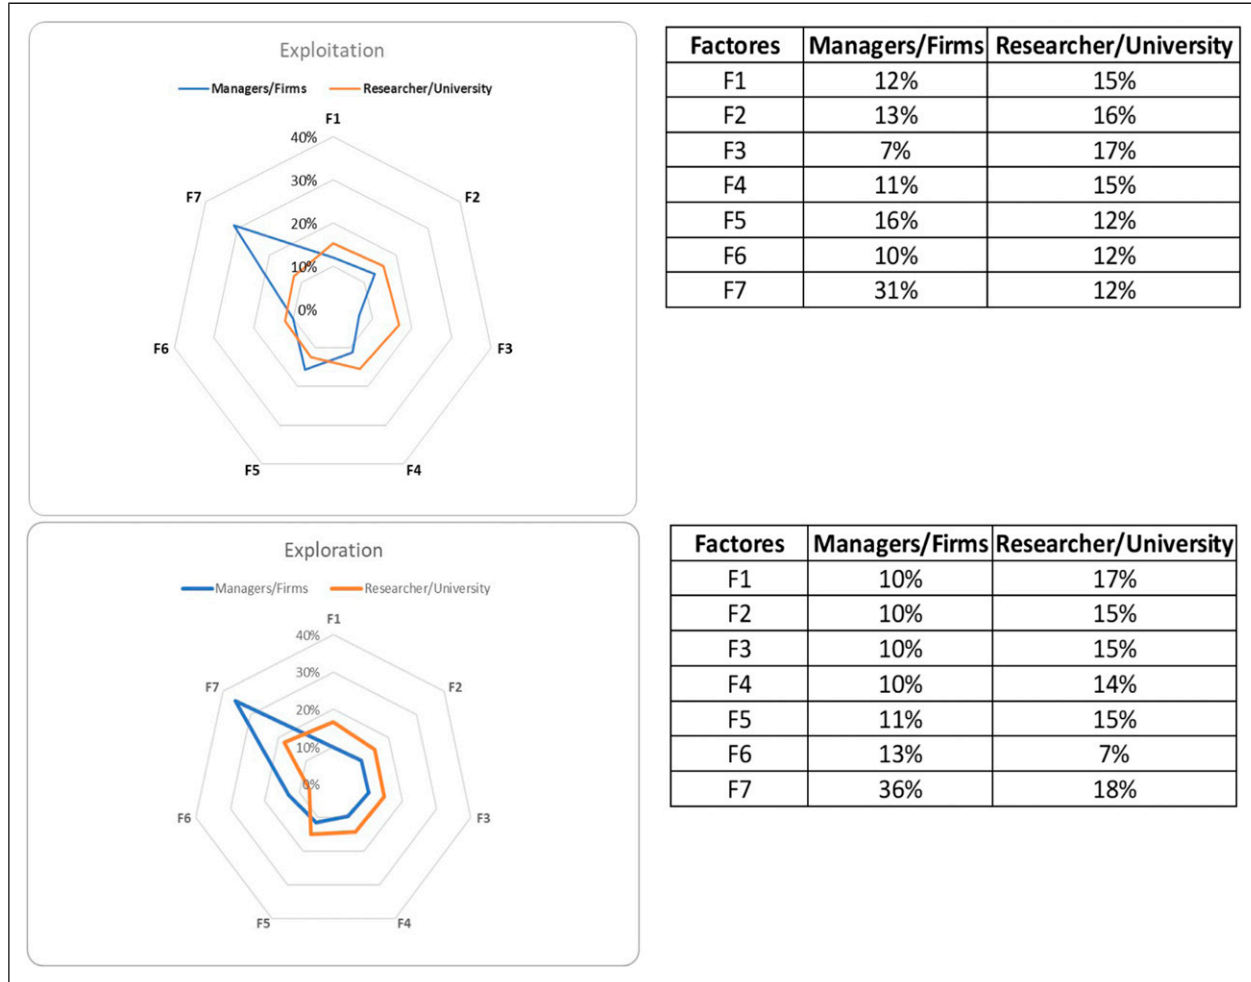 Exploitation
Managers/Firms Researcher/University
F1
40%
30%
F7 F2
20%
10%
0%
F6 F3
F5 F4
Factores Managers/Firms Researcher/University
F1 12% 15%
F2 13% 16%
F3 7% 17%
F4 11% 15%
F5 16% 12%
F6 10% 12%
F7 31% 12%
Exploration
Managers/Firms Researcher/University
F1
40%
30%
F7 F2
20%
10%
0%
F6 F3
F5 F4
Factores Managers/Firms Researcher/University
F1 10% 17%
F2 10% 15%
F3 10% 15%
F4 10% 14%
F5 11% 15%
F6 13% 7%
F7 36% 18%